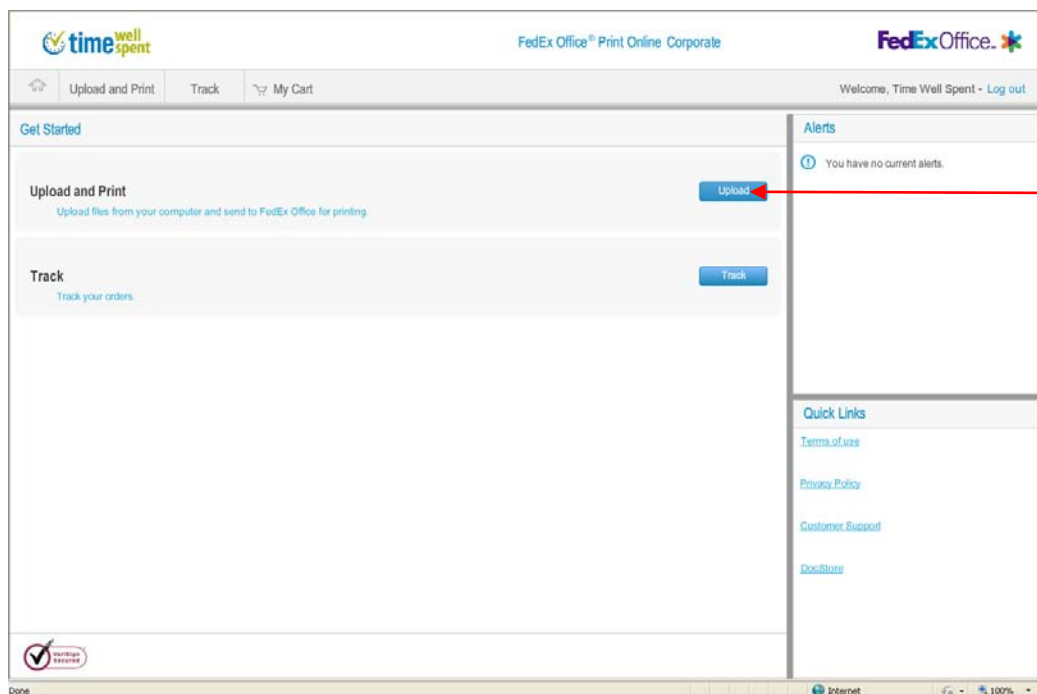 time well spent
FedEx Office® Print Online Corporate
FedEx Office.
Upload and Print Track My Cart Welcome, Time Well Spent - Log out
Get Started
Alerts
You have no current alerts.
Upload and Print
Upload
Upload files from your computer and send to FedEx Office for printing.
Track
Track
Track your orders.
Quick Links
Terms of use
Privacy Policy
Customer Support
DocStore
VeriSign
Secured
Done Internet 100%